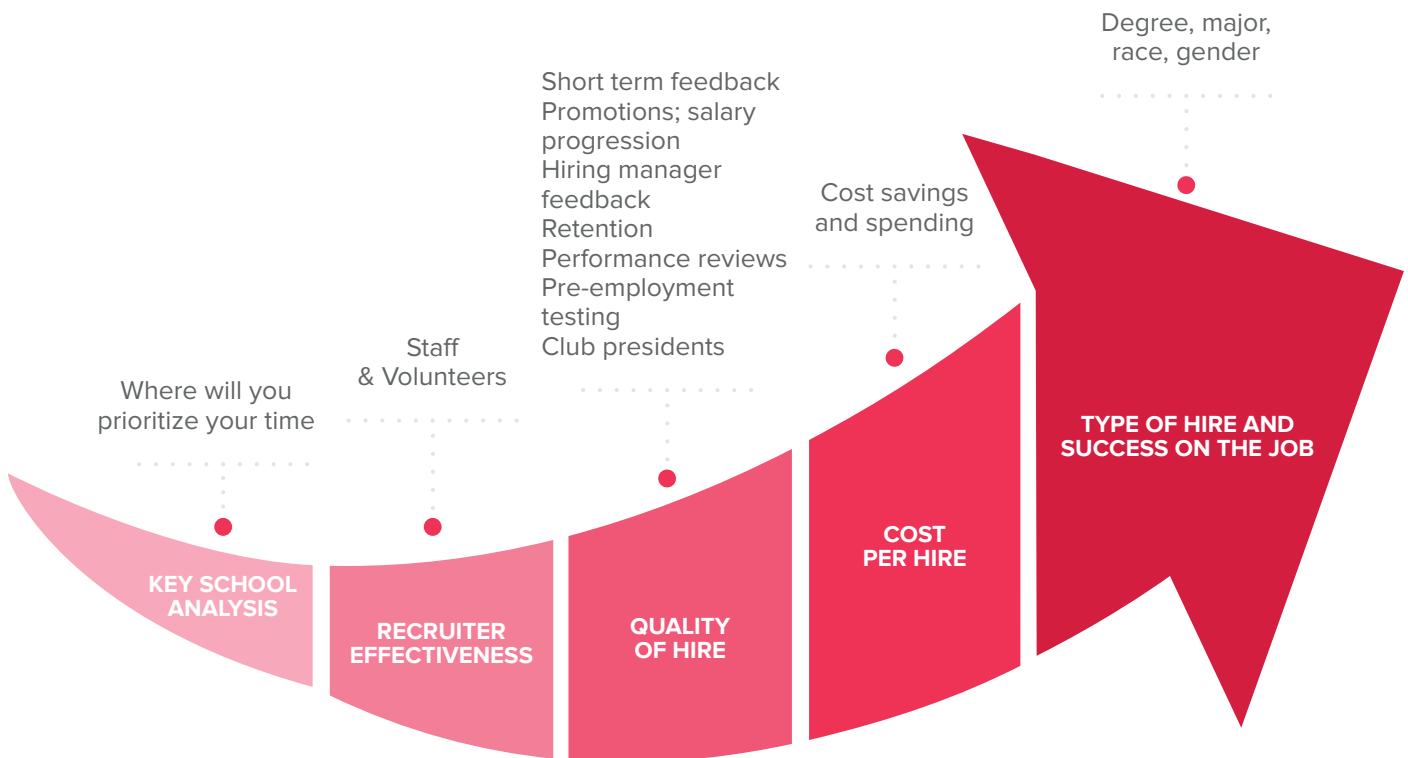 Where will you
prioritize your time
KEY SCHOOL
ANALYSIS
Staff
& Volunteers
RECRUITER
EFFECTIVENESS
Short term feedback
Promotions; salary
progression
Hiring manager
feedback
Retention
Performance reviews
Pre-employment
testing
Club presidents
QUALITY
OF HIRE
Cost savings
and spending
COST
PER HIRE
Degree, major,
race, gender
TYPE OF HIRE AND
SUCCESS ON THE JOB